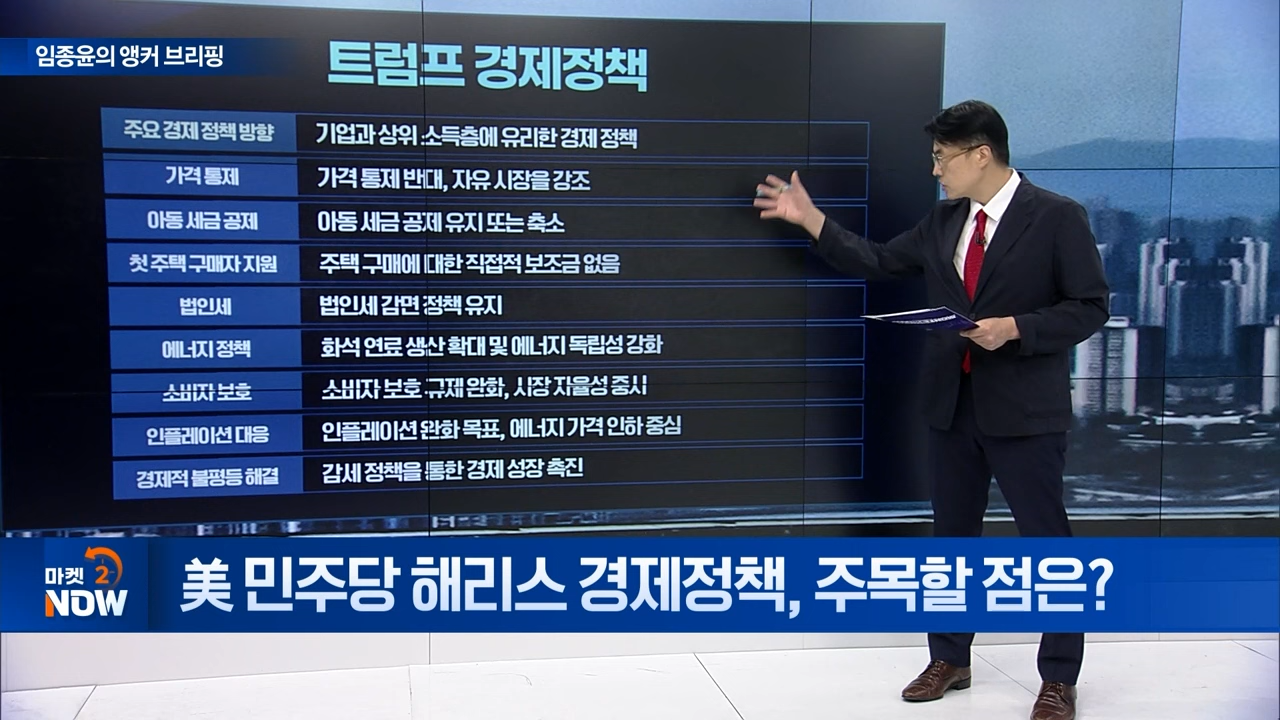 임종윤의 앵커 브리핑
트럼프 경제정책
주요 경제 정책 방향 기업과 상위 소득층에 유리한 경제 정책
가격 통제 가격 통제 반대, 자유 시장을 강조
아동 세금 공제 아동 세금 공제 유지 또는 축소
첫 주택 구매자 지원 주택 구매에 대한 직접적 보조금 없음
법인세 법인세 감면 정책 유지
에너지 정책 화석 연료 생산 확대 및 에너지 독립성 강화
소비자 보호 소비자 보호 규제 완화, 시장 자율성 중시
인플레이션 대응 인플레이션 완화 목표, 에너지 가격 인하 중심
경제적 불평등 해결 감세 정책을 통한 경제 성장 촉진
마켓 2
NOW
美 민주당 해리스 경제정책, 주목할 점은?